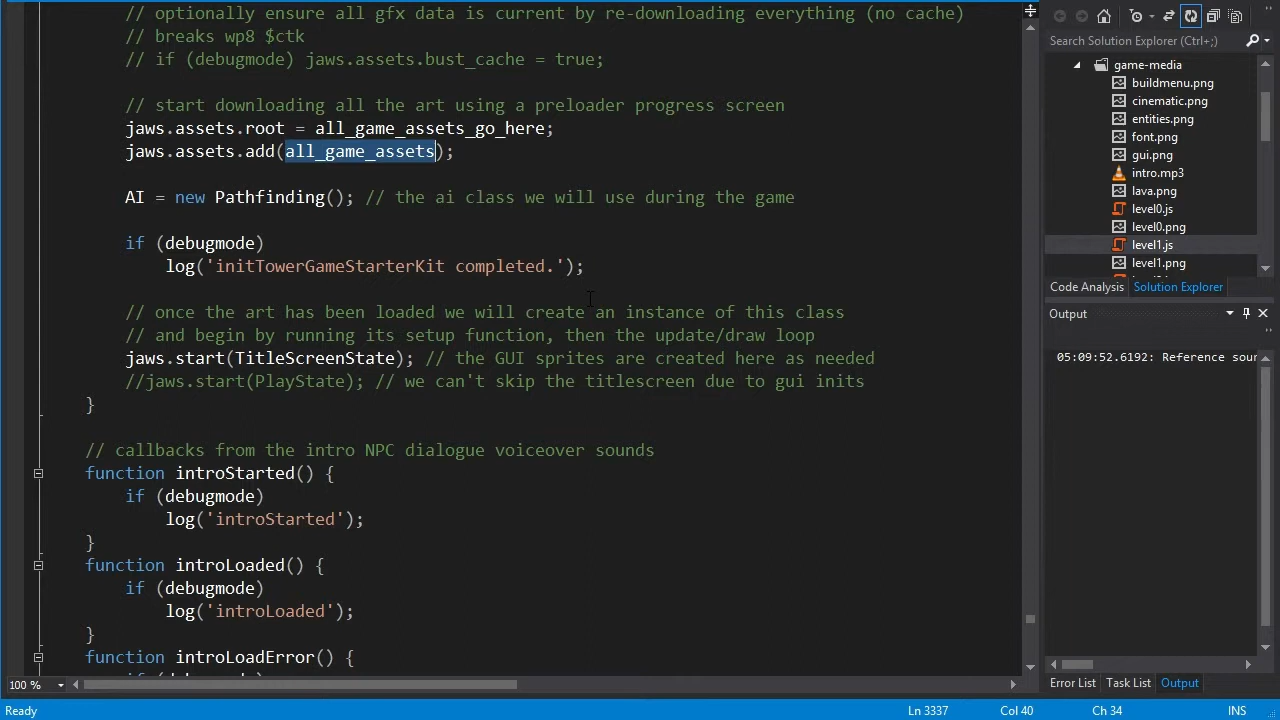 // optionally ensure all gfx data is current by re-downloading everything (no cache)
// breaks wp8 $ctk
// if (debugmode) jaws.assets.bust_cache = true;
// start downloading all the art using a preloader progress screen
jaws.assets.root = all_game_assets_go_here;
jaws.assets.add(all_game_assets);
AI = new Pathfinding(); // the ai class we will use during the game
if (debugmode)
log('initTowerGameStarterKit completed.');
// once the art has been loaded we will create an instance of this class
// and begin by running its setup function, then the update/draw loop
jaws.start(TitleScreenState); // the GUI sprites are created here as needed
//jaws.start(PlayState); // we can't skip the titlescreen due to gui inits
}
// callbacks from the intro NPC dialogue voiceover sounds
function introStarted() {
if (debugmode)
log('introStarted');
}
function introLoaded() {
if (debugmode)
log('introLoaded');
}
function introLoadError() {
100 %
Search Solution Explorer (Ctrl+;)
game-media
buildmenu.png
cinematic.png
entities.png
font.png
gui.png
intro.mp3
lava.png
level0.js
level0.png
level1.js
level1.png
Code Analysis Solution Explorer
Output
05:09:52.6192: Reference sour
Error List Task List Output
Ready Ln 3337 Col 40 Ch 34 INS